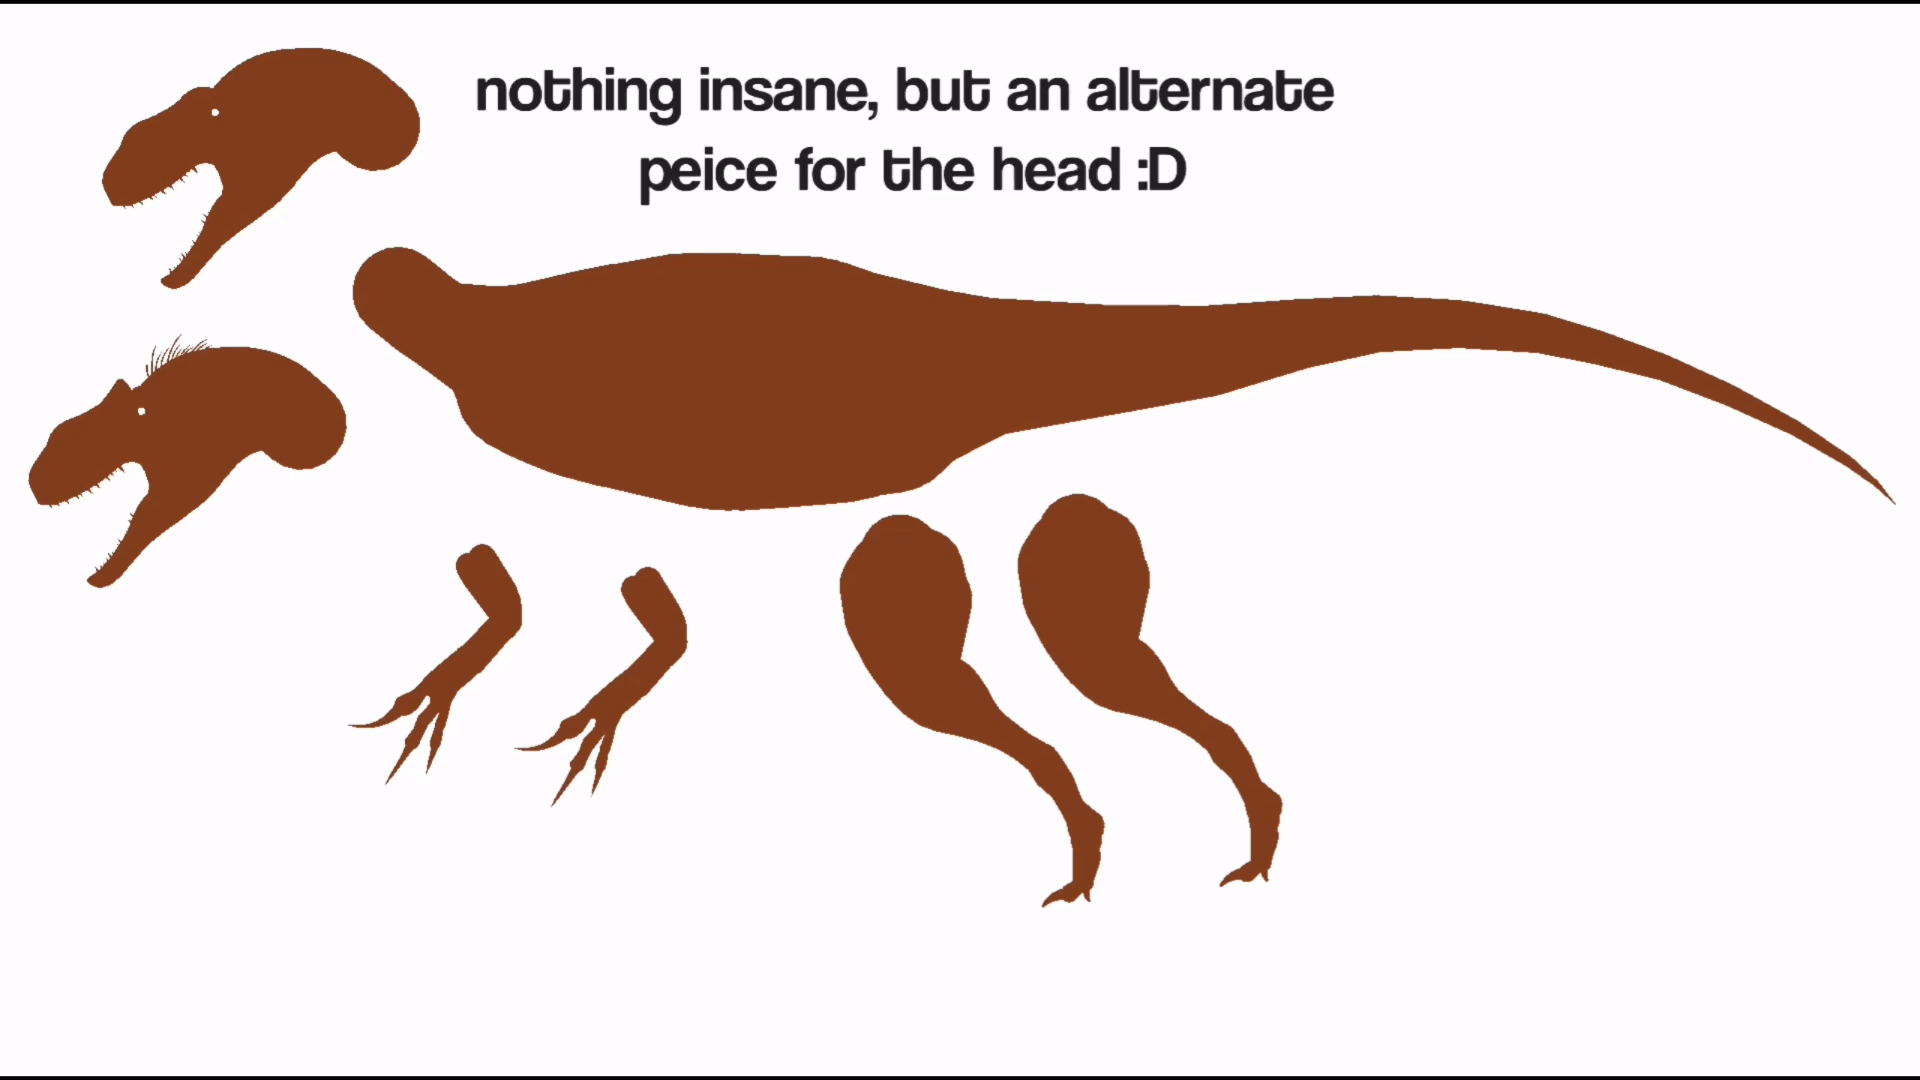 nothing insane, but an alternate
peice for the head :D